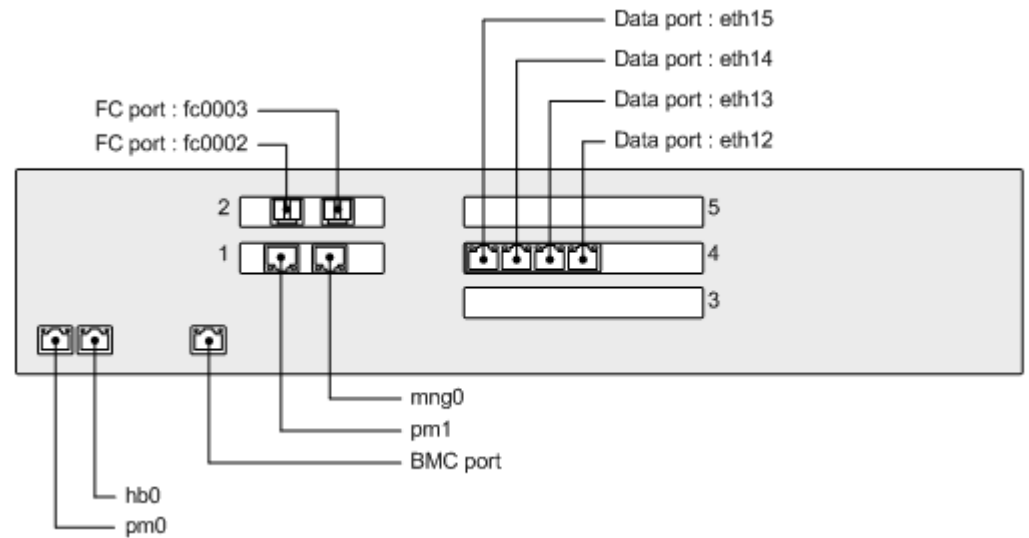 Data port : eth15
Data port : eth14
Data port : eth13
Data port : eth12
FC port : fc0003
FC port : fc0002
2
5
1
4
3
mng0
pm1
BMC port
hb0
pm0